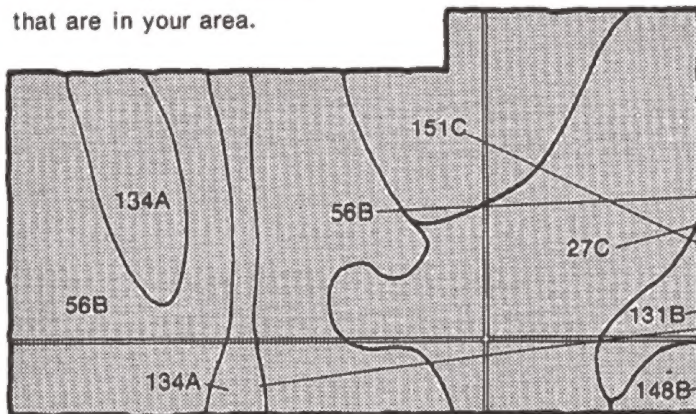 that are in your area.
151C
134A
56B
27C
56B
131B
134A
148B